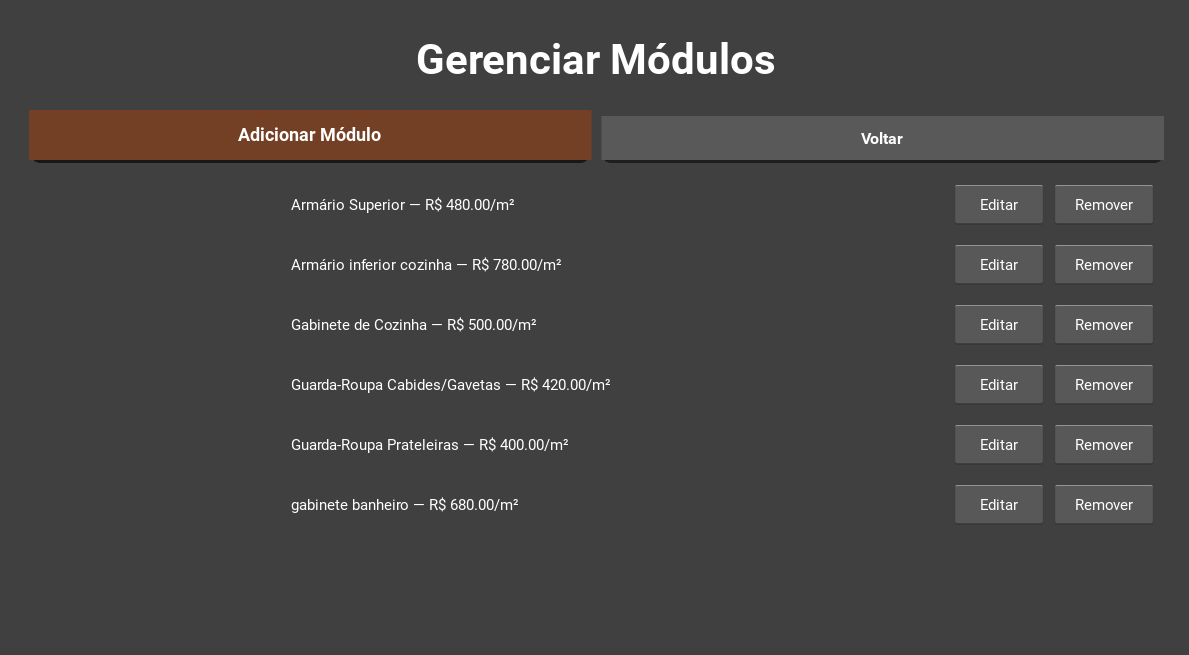 Gerenciar Módulos
Adicionar Módulo
Voltar
Armário Superior — R$ 480.00/m² Editar Remover
Armário inferior cozinha — R$ 780.00/m² Editar Remover
Gabinete de Cozinha — R$ 500.00/m² Editar Remover
Guarda-Roupa Cabides/Gavetas — R$ 420.00/m² Editar Remover
Guarda-Roupa Prateleiras — R$ 400.00/m² Editar Remover
gabinete banheiro — R$ 680.00/m² Editar Remover